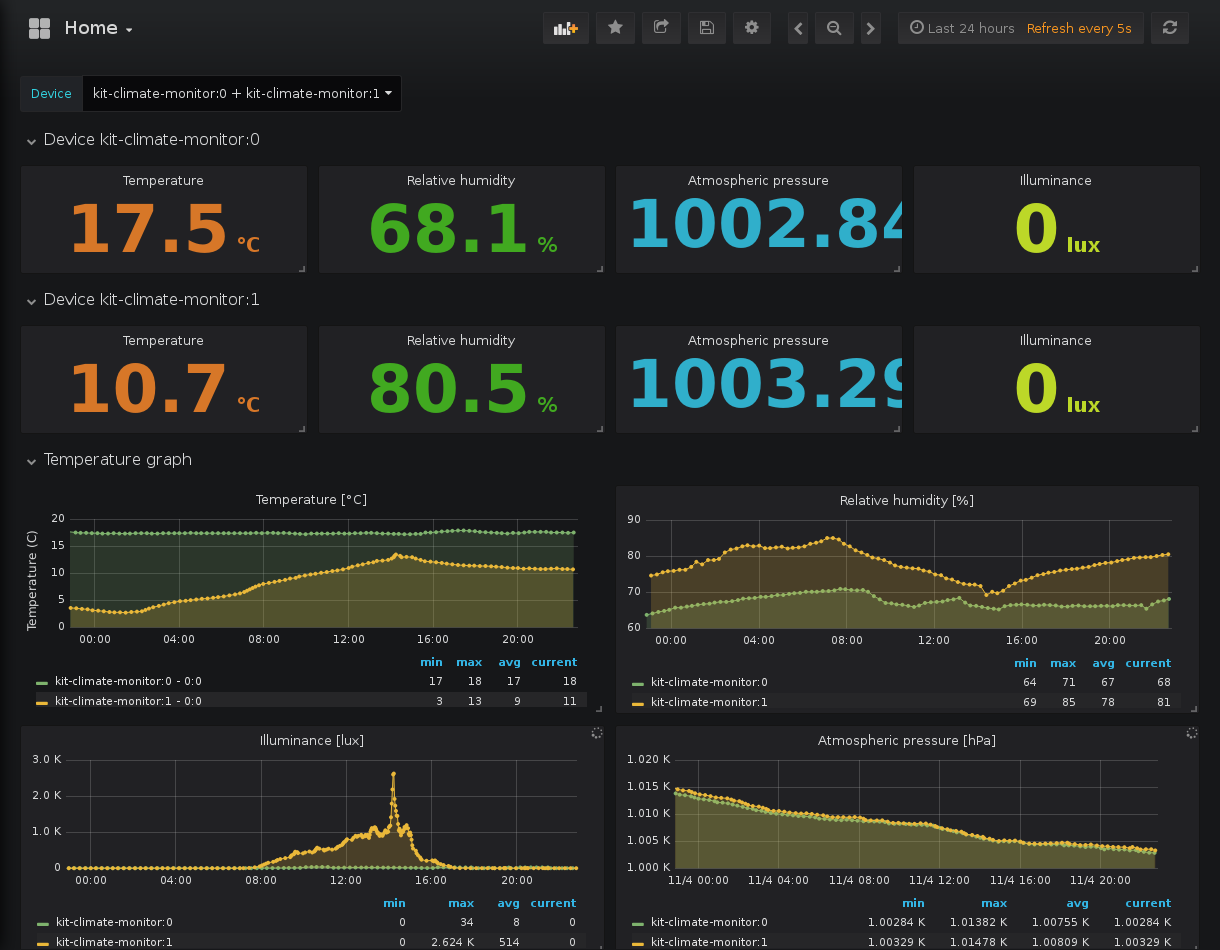 Home
Last 24 hours Refresh every 5s
Device kit-climate-monitor:0 + kit-climate-monitor:1
Device kit-climate-monitor:0
Temperature Relative humidity Atmospheric pressure Illuminance
17.5 °C 68.1 % 1002.84 0 lux
Device kit-climate-monitor:1
Temperature Relative humidity Atmospheric pressure Illuminance
10.7 °C 80.5 % 1003.29 0 lux
Temperature graph
Temperature [°C]
Temperature (C)
20
15
10
5
0
00:00 04:00 08:00 12:00 16:00 20:00
min max avg current
kit-climate-monitor:0 - 0:0 17 18 17 18
kit-climate-monitor:1 - 0:0 3 13 9 11
Relative humidity [%]
90
80
70
60
00:00 04:00 08:00 12:00 16:00 20:00
min max avg current
kit-climate-monitor:0 64 71 67 68
kit-climate-monitor:1 69 85 78 81
Illuminance [lux]
3.0 K
2.0 K
1.0 K
0
00:00 04:00 08:00 12:00 16:00 20:00
min max avg current
kit-climate-monitor:0 0 34 8 0
kit-climate-monitor:1 0 2.624 K 514 0
Atmospheric pressure [hPa]
1.020 K
1.015 K
1.010 K
1.005 K
1.000 K
11/4 00:00 11/4 04:00 11/4 08:00 11/4 12:00 11/4 16:00 11/4 20:00
min max avg current
kit-climate-monitor:0 1.00284 K 1.01382 K 1.00755 K 1.00284 K
kit-climate-monitor:1 1.00329 K 1.01478 K 1.00809 K 1.00329 K